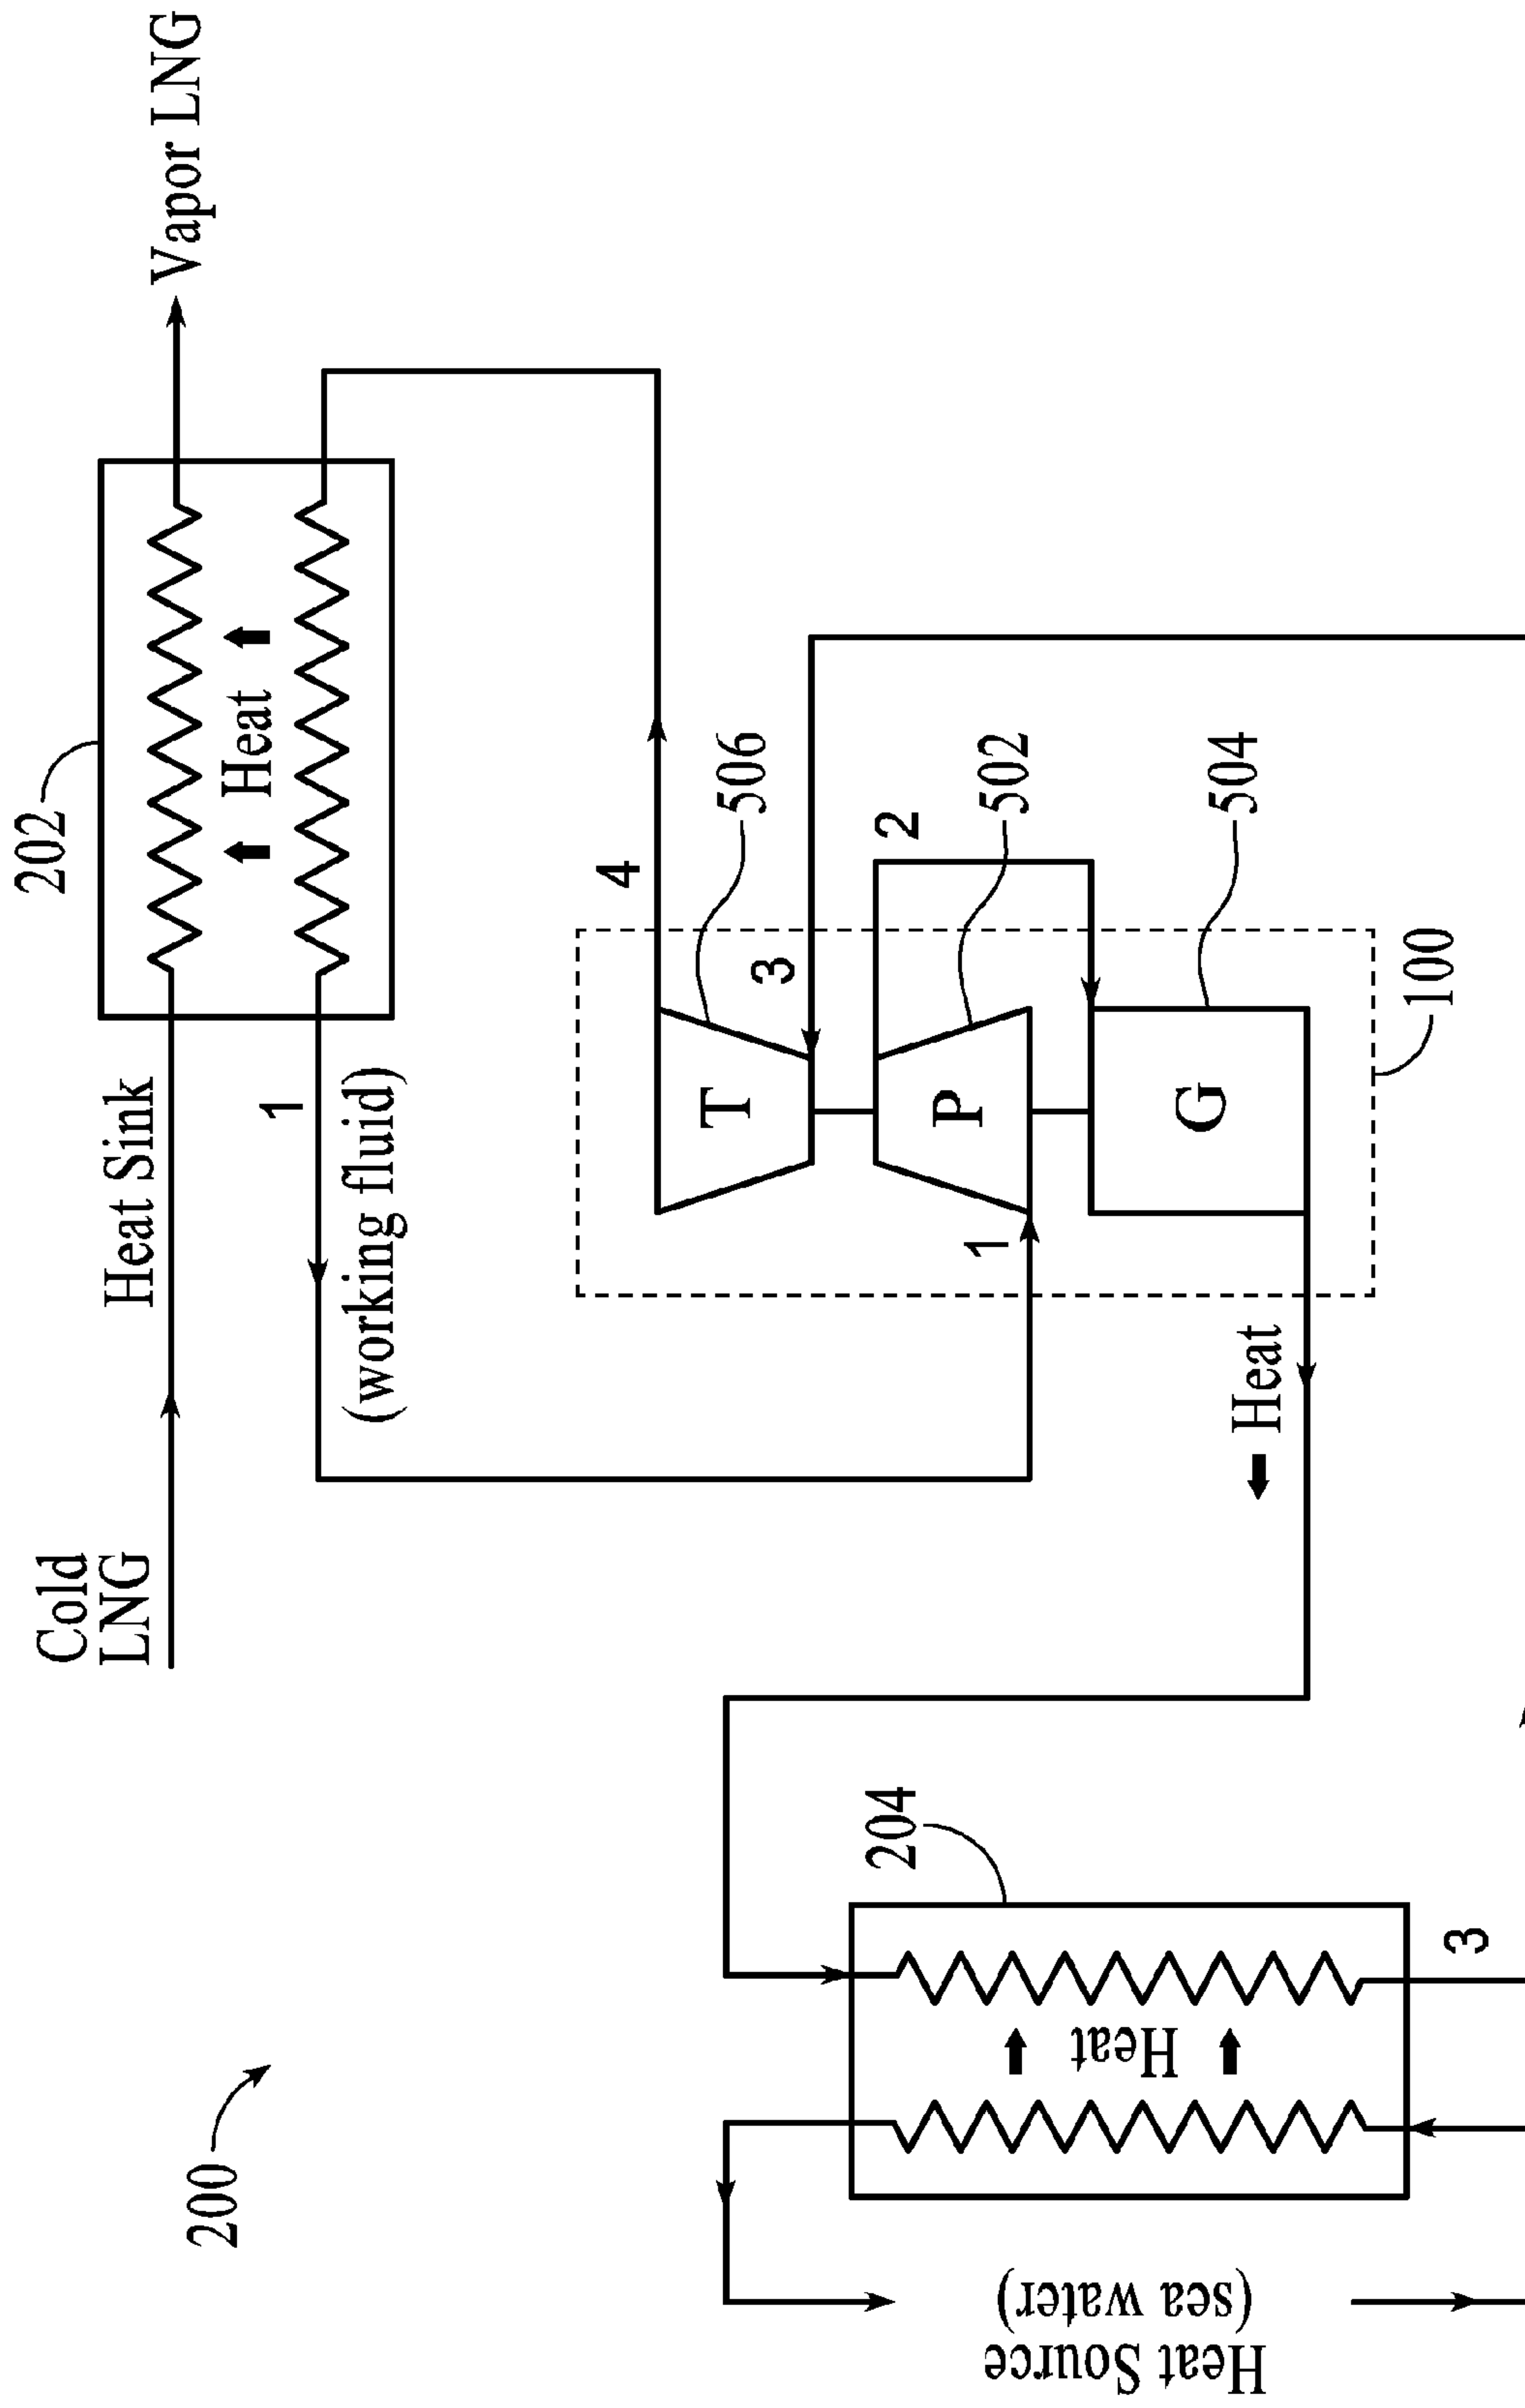 200
Cold
LNG
Heat Sink
202
Vapor LNG
Heat
1
(working fluid)
4
506
3
T
2
502
P
1
504
G
100
Heat
204
Heat
3
Heat Source
(sea water)